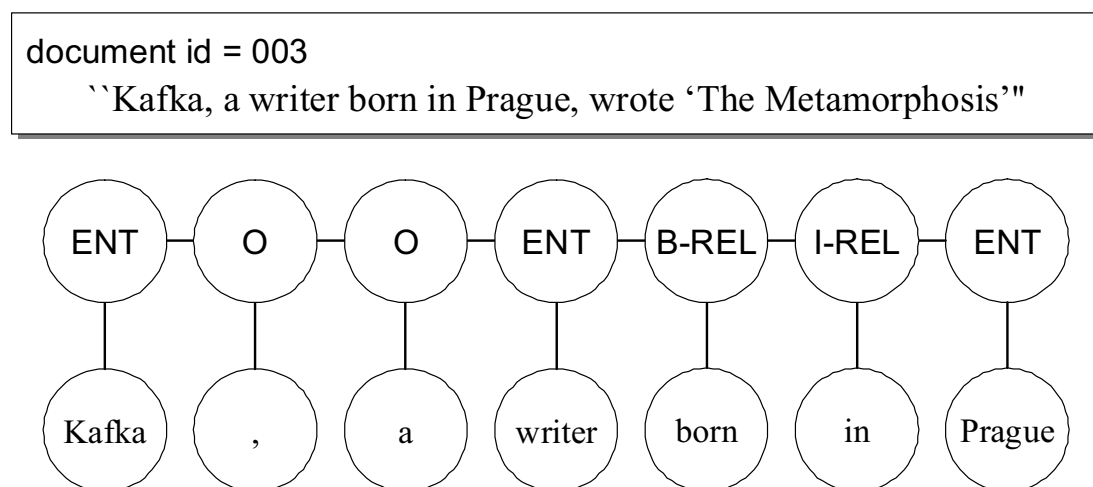 document id = 003
``Kafka, a writer born in Prague, wrote ‘The Metamorphosis’"
ENT O O ENT B-REL I-REL ENT
Kafka , a writer born in Prague